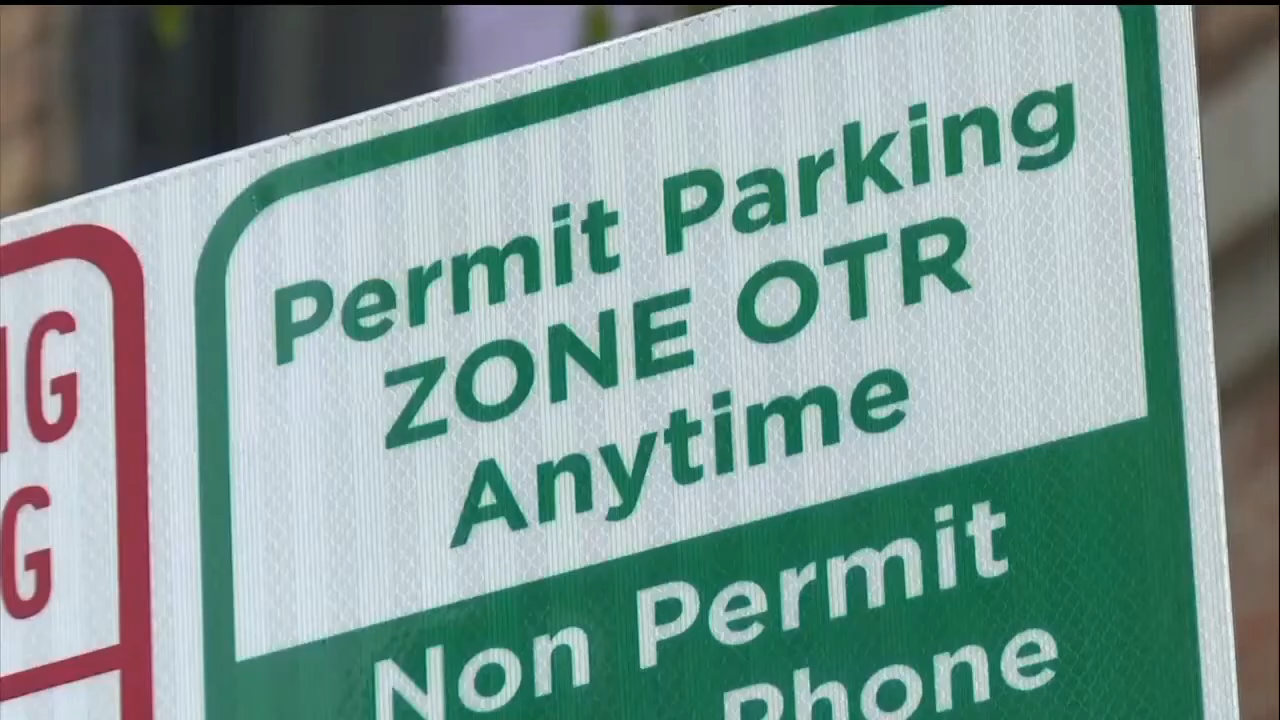 Permit Parking
ZONE OTR
Anytime
Non Permit
Phone